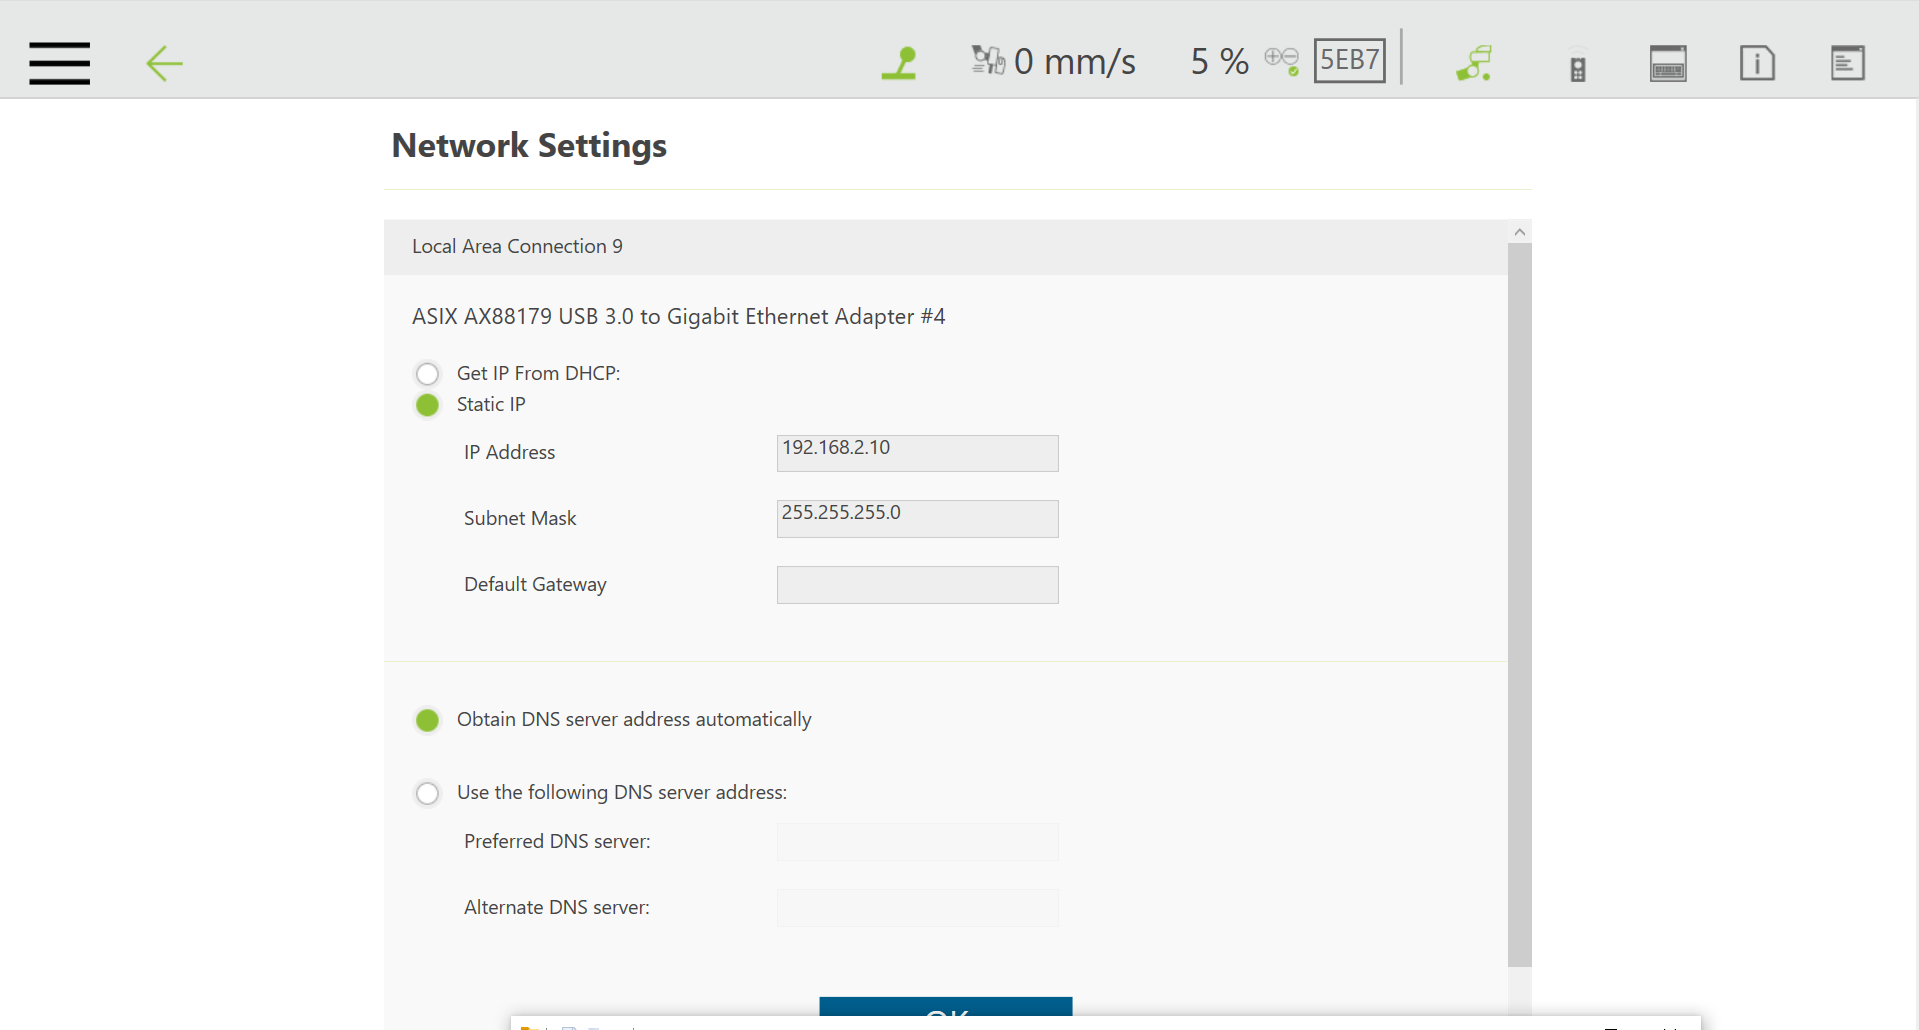 0 mm/s 5 % 5EB7
Network Settings
Local Area Connection 9
ASIX AX88179 USB 3.0 to Gigabit Ethernet Adapter #4
Get IP From DHCP:
Static IP
IP Address 192.168.2.10
Subnet Mask 255.255.255.0
Default Gateway
Obtain DNS server address automatically
Use the following DNS server address:
Preferred DNS server:
Alternate DNS server:
OK